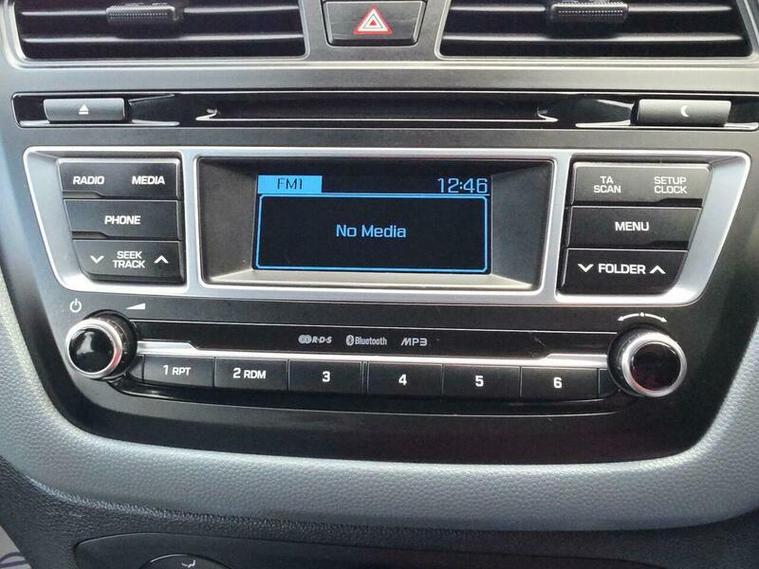 RADIO MEDIA
PHONE
SEEK
TRACK
FM1 12:46
No Media
TA
SCAN
SETUP
CLOCK
MENU
FOLDER
R·D·S Bluetooth MP3
1 RPT 2 RDM 3 4 5 6